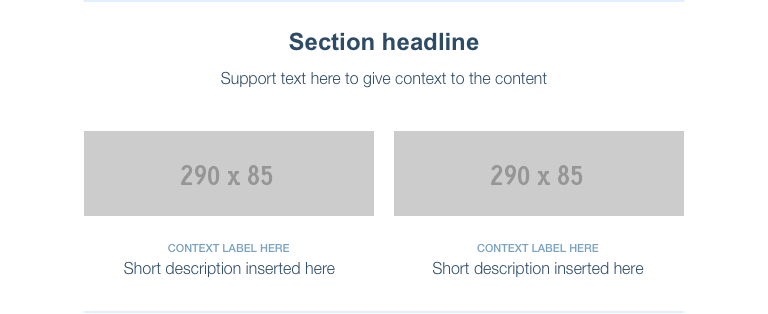 Section headline
Support text here to give context to the content
290 x 85
290 x 85
CONTEXT LABEL HERE
Short description inserted here
CONTEXT LABEL HERE
Short description inserted here